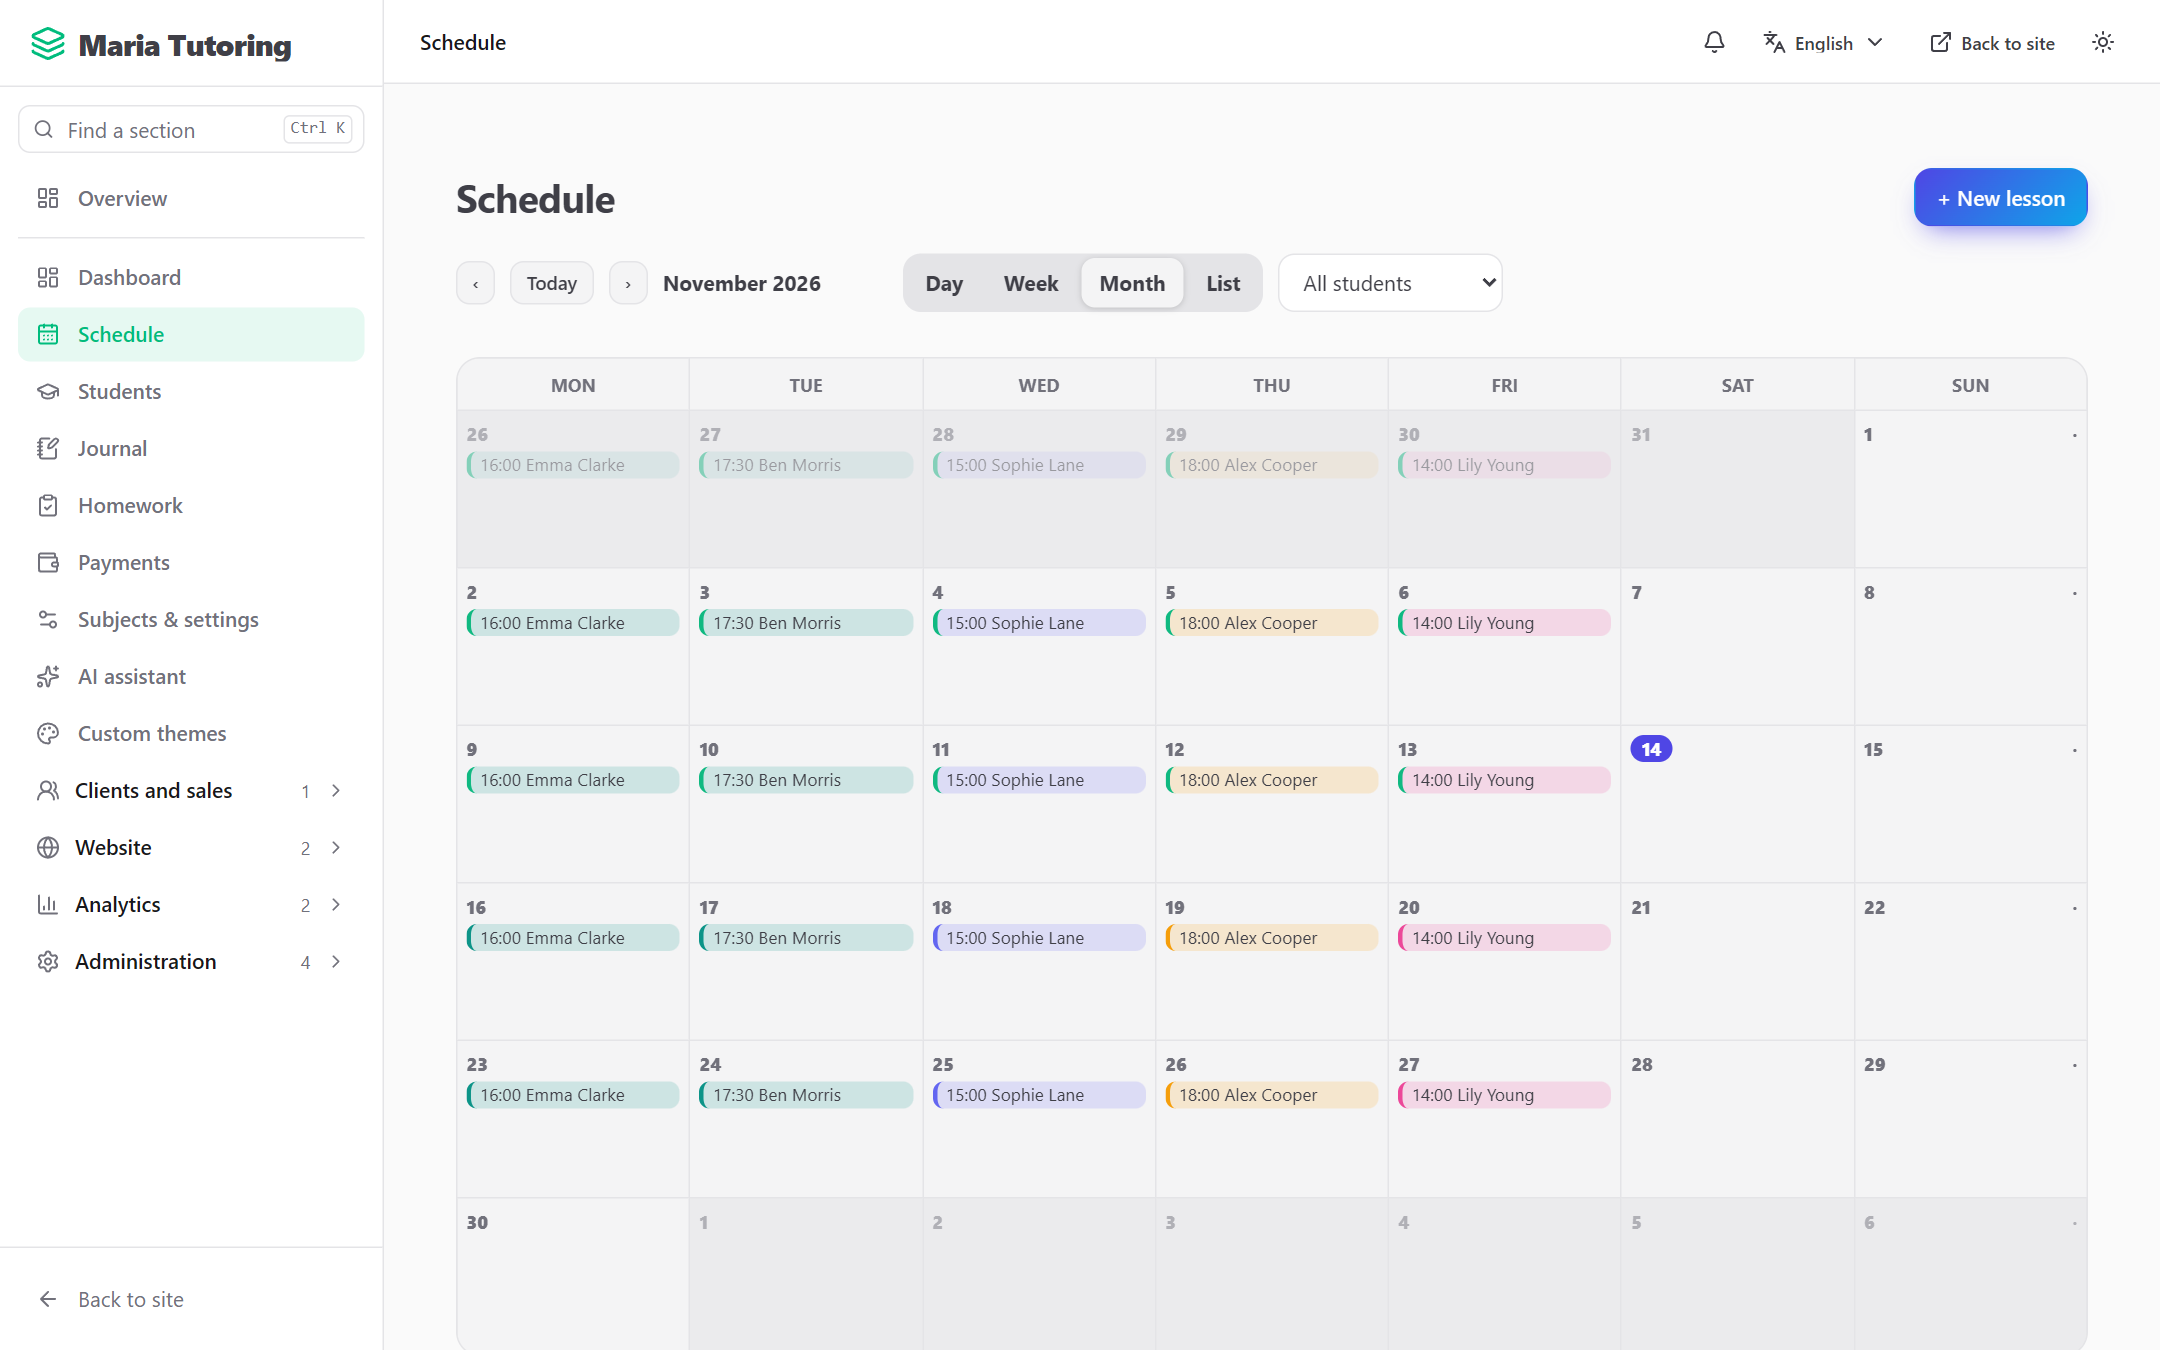 Maria Tutoring
Find a section
Ctrl K
Overview
Dashboard
Schedule
Students
Journal
Homework
Payments
Subjects & settings
AI assistant
Custom themes
Clients and sales 1
Website 2
Analytics 2
Administration 4
Back to site
Schedule
English
Back to site
Schedule
+ New lesson
‹ Today › November 2026
Day Week Month List
All students
MON TUE WED THU FRI SAT SUN
26 27 28 29 30 31 1
16:00 Emma Clarke 17:30 Ben Morris 15:00 Sophie Lane 18:00 Alex Cooper 14:00 Lily Young
2 3 4 5 6 7 8
16:00 Emma Clarke 17:30 Ben Morris 15:00 Sophie Lane 18:00 Alex Cooper 14:00 Lily Young
9 10 11 12 13 14 15
16:00 Emma Clarke 17:30 Ben Morris 15:00 Sophie Lane 18:00 Alex Cooper 14:00 Lily Young
16 17 18 19 20 21 22
16:00 Emma Clarke 17:30 Ben Morris 15:00 Sophie Lane 18:00 Alex Cooper 14:00 Lily Young
23 24 25 26 27 28 29
16:00 Emma Clarke 17:30 Ben Morris 15:00 Sophie Lane 18:00 Alex Cooper 14:00 Lily Young
30 1 2 3 4 5 6